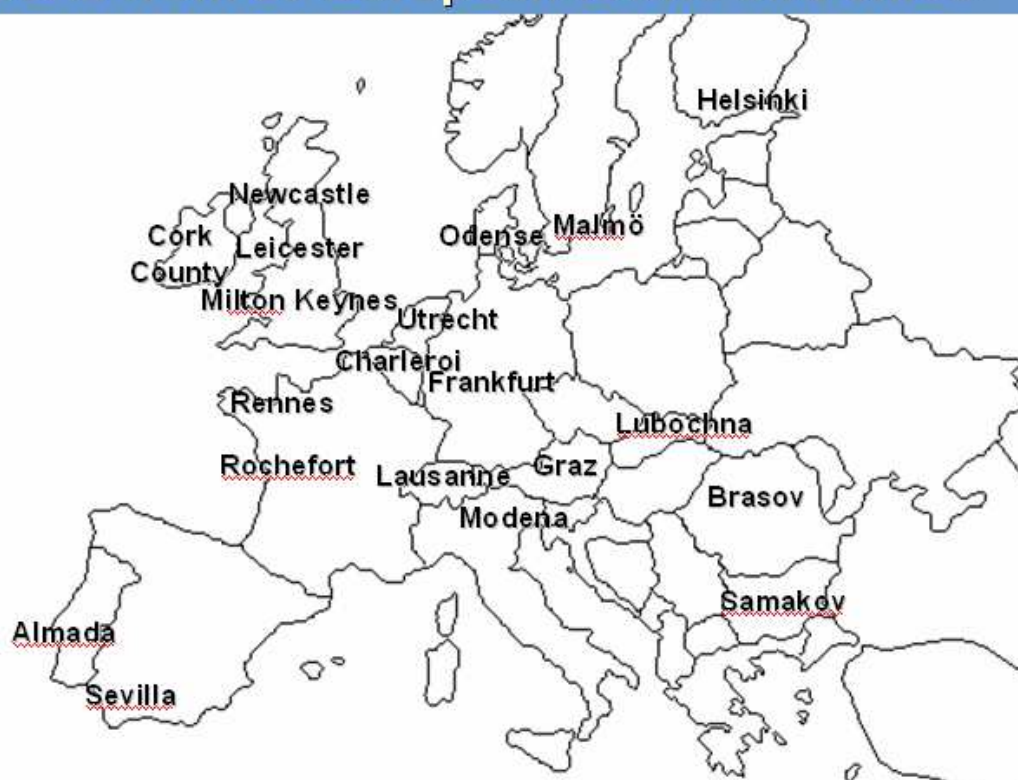 Helsinki
Newcastle
Cork
County
Leicester
Odense
Malmö
Milton Keynes
Utrecht
Charleroi
Frankfurt
Rennes
Lubochna
Rochefort
Lausanne
Graz
Brasov
Modena
Samakov
Almada
Sevilla